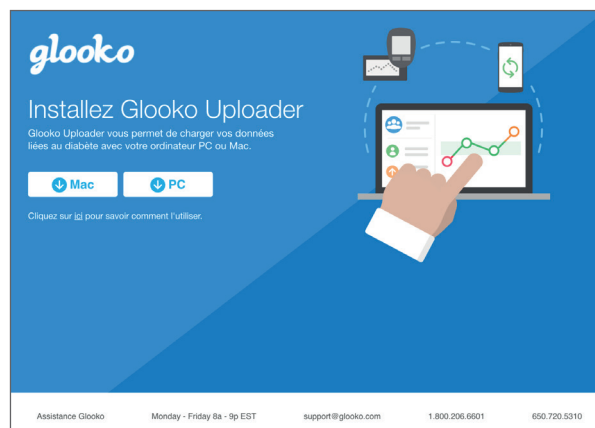 glooko
Installez Glooko Uploader
Glooko Uploader vous permet de charger vos données
liées au diabète avec votre ordinateur PC ou Mac.
Mac
PC
Cliquez sur ici pour savoir comment l'utiliser.
Assistance Glooko
Monday - Friday 8a - 9p EST
support@glooko.com
1.800.206.6601
650.720.5310